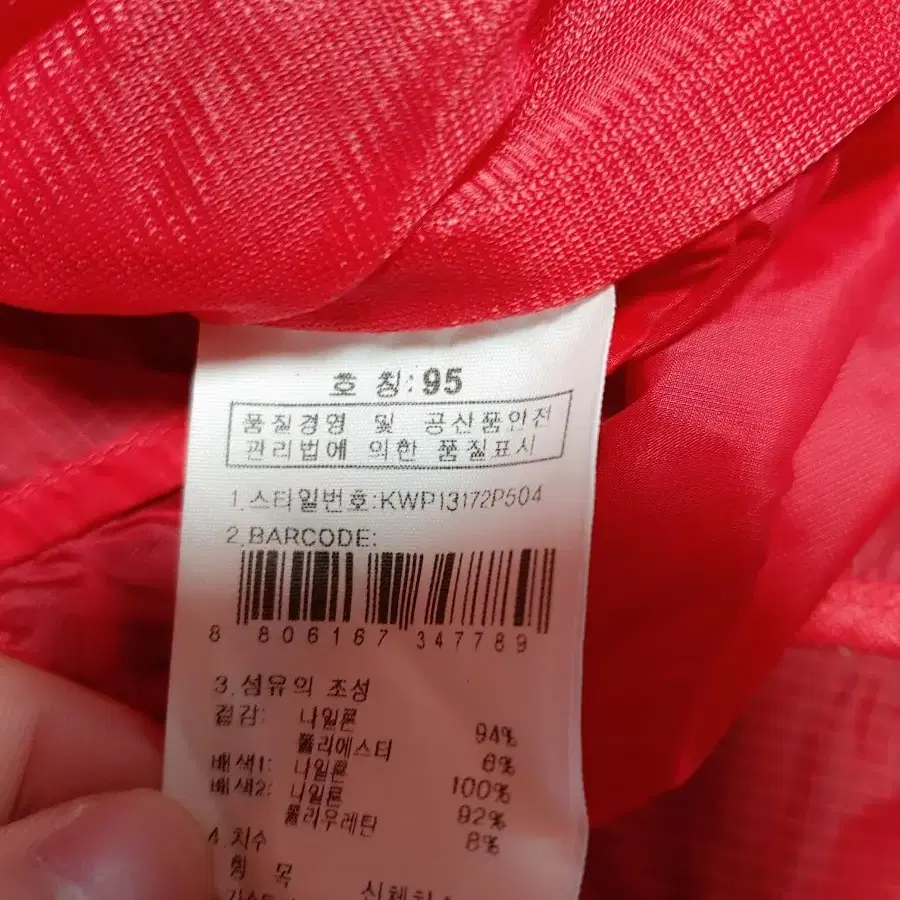 호 칭: 95
품질경영 및 공산품안전
관리법에 의한 품질표시
1.스타일번호:KWP13172P504
2.BARCODE:
8 806167 347789
3.섬유의 조성
겉감: 나일론 94%
폴리에스터 6%
배색1: 나일론 100%
배색2: 나일론 92%
폴리우레탄 8%
4.치수
항 목